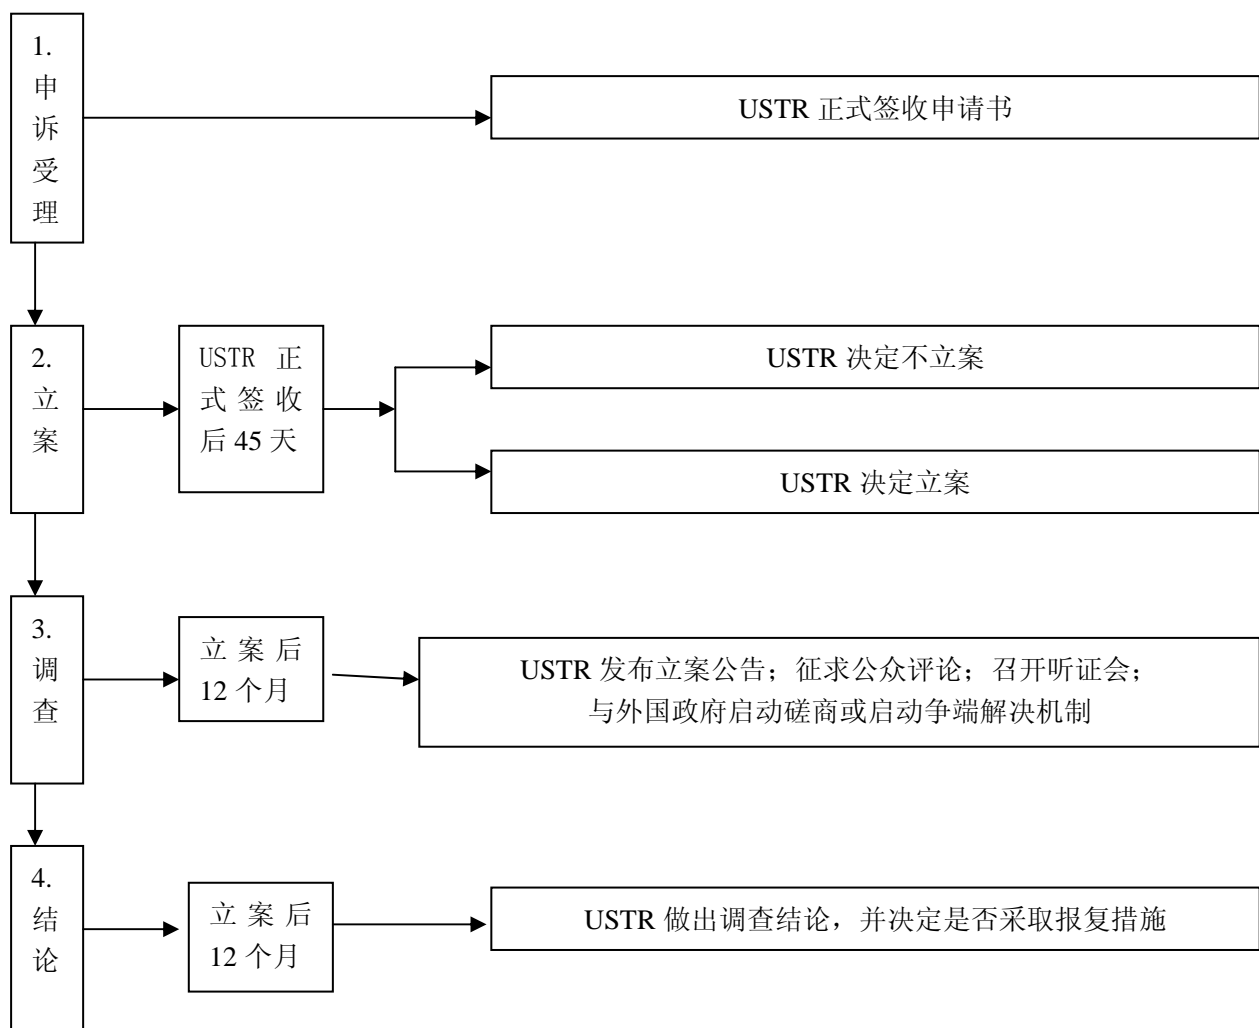 1.
申
诉
受
理
USTR 正式签收申请书
2.
立
案
USTR 正
式签收
后 45 天
USTR 决定不立案
USTR 决定立案
3.
调
查
立案后
12 个月
USTR 发布立案公告；征求公众评论；召开听证会；
与外国政府启动磋商或启动争端解决机制
4.
结
论
立案后
12 个月
USTR 做出调查结论，并决定是否采取报复措施